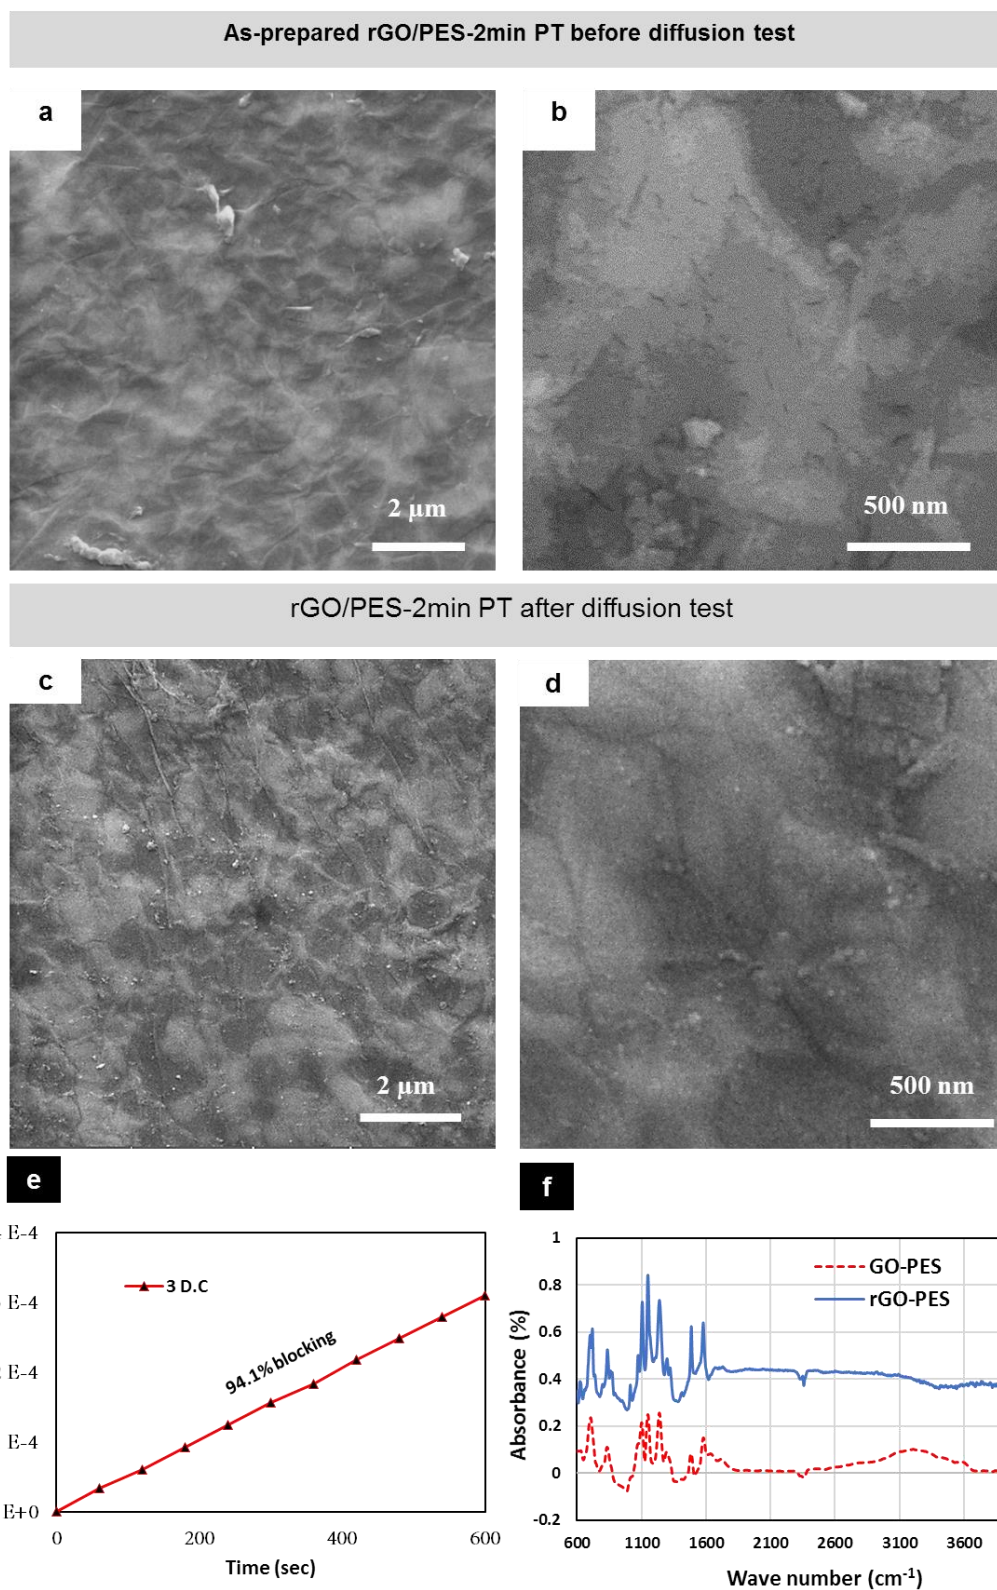 As-prepared rGO/PES-2min PT before diffusion test
a
b
2 µm
500 nm
rGO/PES-2min PT after diffusion test
c
d
2 µm
500 nm
e
f
E-4
3 D.C
94.1% blocking
E-4
2 E-4
E-4
E+0
0
200
400
600
Time (sec)
1
0.8
0.6
0.4
0.2
0
-0.2
GO-PES
rGO-PES
Absorbance (%)
600
1100
1600
2100
2600
3100
3600
Wave number (cm⁻¹)